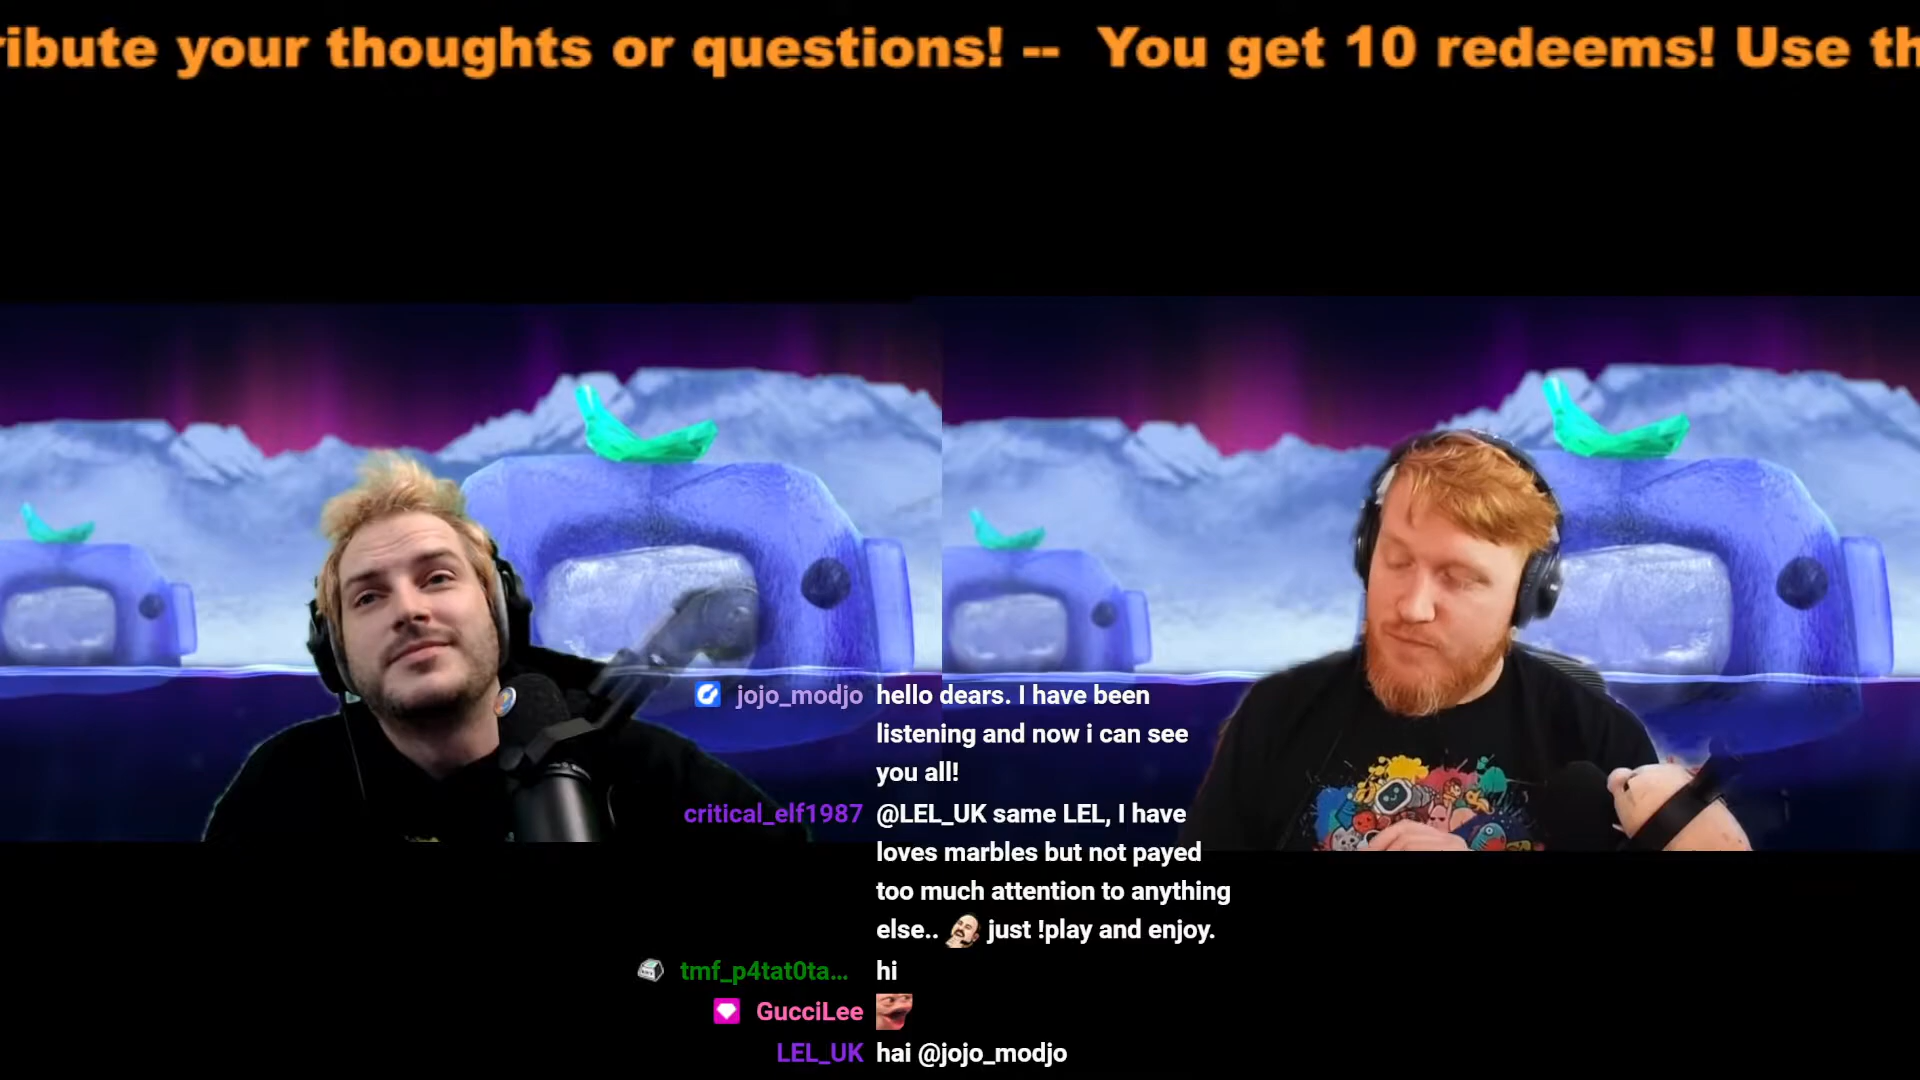 ribute your thoughts or questions! -- You get 10 redeems! Use th
jojo_modjo hello dears. I have been
listening and now i can see
you all!
critical_elf1987 @LEL_UK same LEL, I have
loves marbles but not payed
too much attention to anything
else.. just !play and enjoy.
tmf_p4tat0ta... hi
GucciLee
LEL_UK hai @jojo_modjo